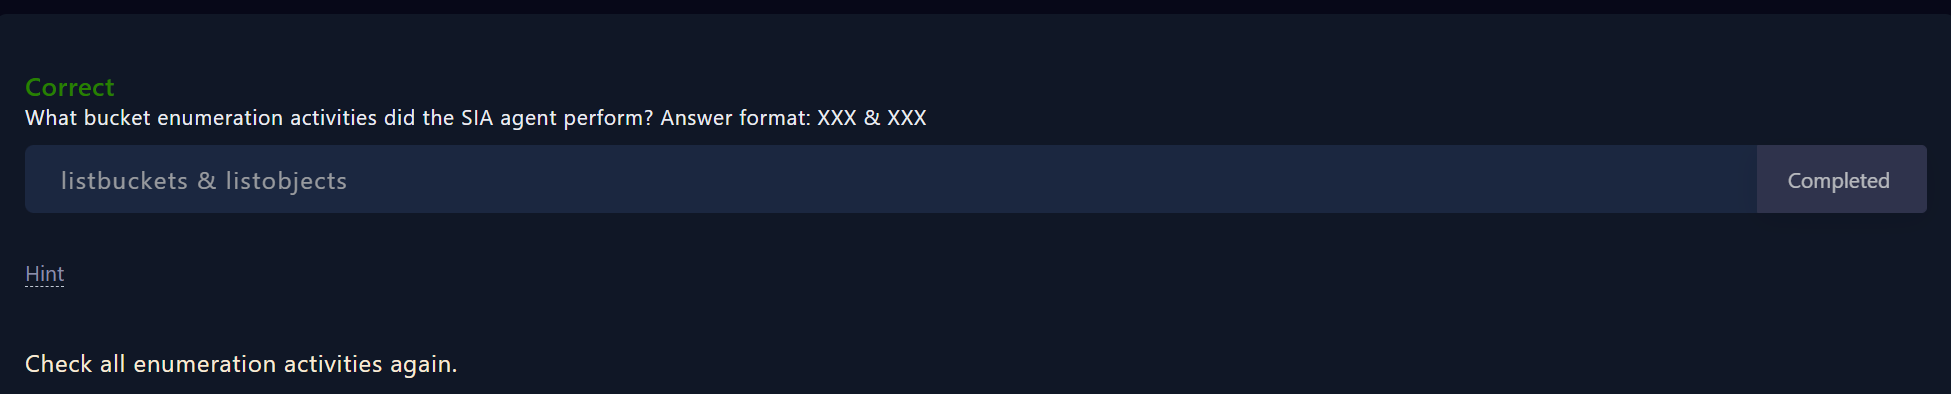 Correct
What bucket enumeration activities did the SIA agent perform? Answer format: XXX & XXX
listbuckets & listobjects
Completed
Hint
Check all enumeration activities again.